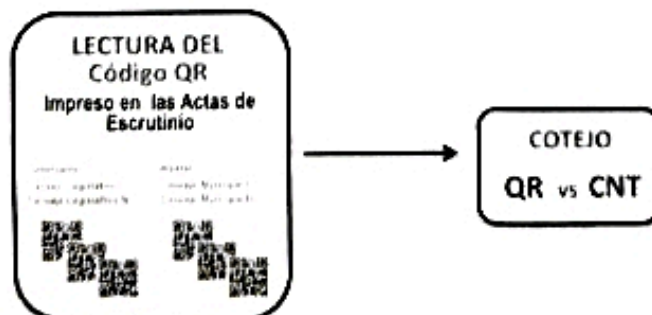 LECTURA DEL
Código QR
Impreso en las Actas de
Escrutinio
COTEJO
QR vs CNT